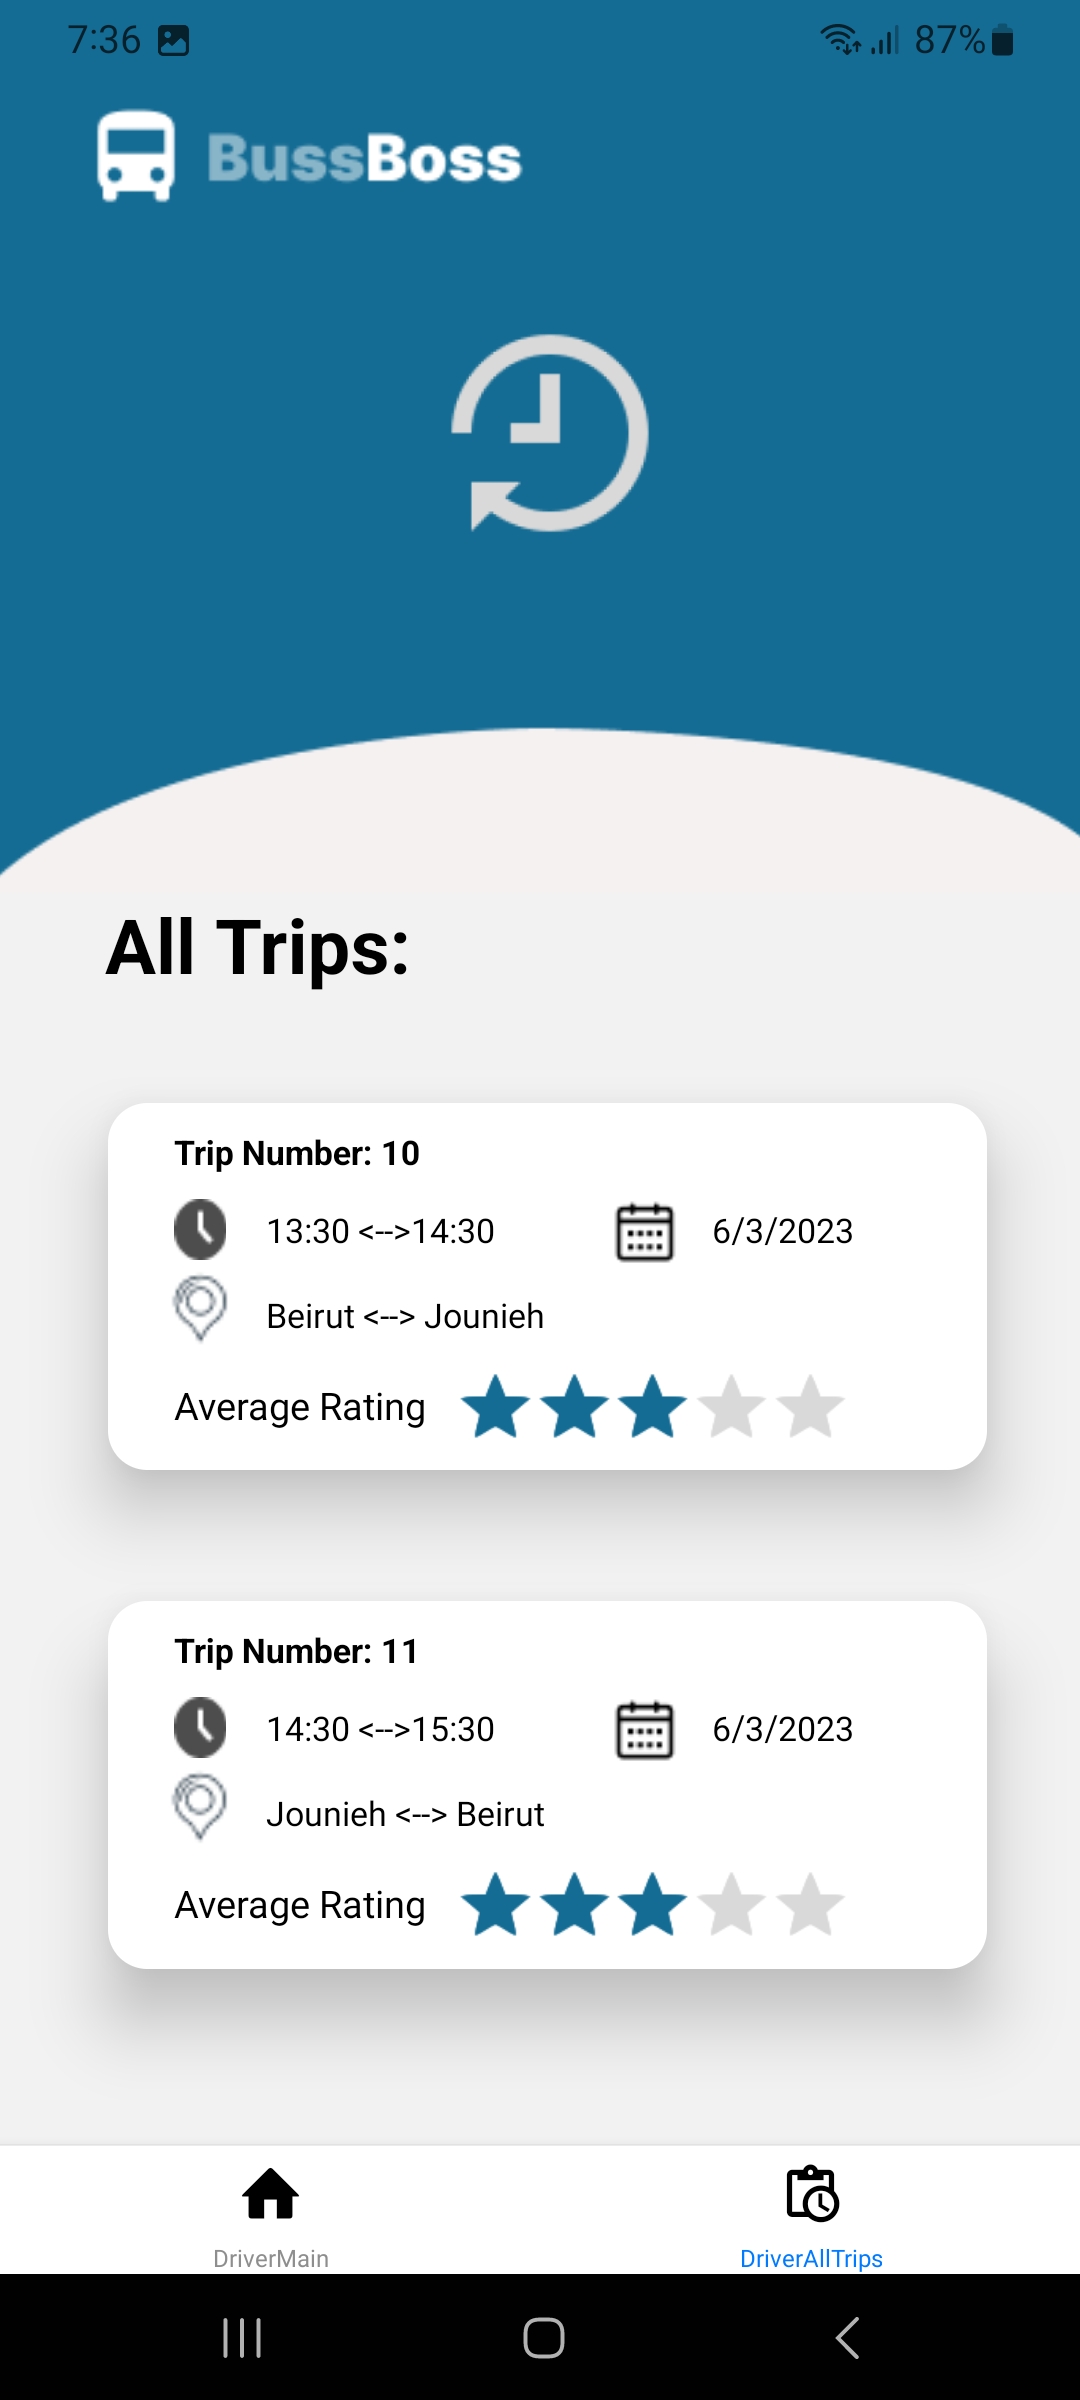 7:36 87%
BussBoss
All Trips:
Trip Number: 10
13:30 <-->14:30 6/3/2023
Beirut <--> Jounieh
Average Rating
Trip Number: 11
14:30 <-->15:30 6/3/2023
Jounieh <--> Beirut
Average Rating
DriverMain DriverAllTrips